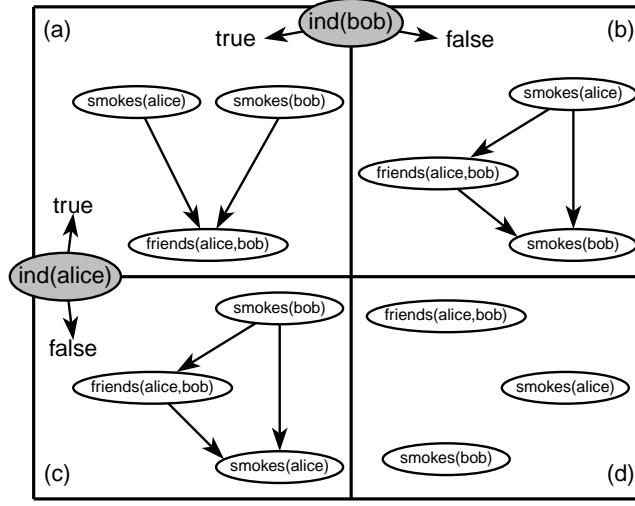 (a)
ind(bob)
(b)
true
false
smokes(alice)
smokes(bob)
friends(alice,bob)
smokes(alice)
friends(alice,bob)
smokes(bob)
true
ind(alice)
false
smokes(bob)
friends(alice,bob)
smokes(alice)
(c)
friends(alice,bob)
smokes(alice)
smokes(bob)
(d)